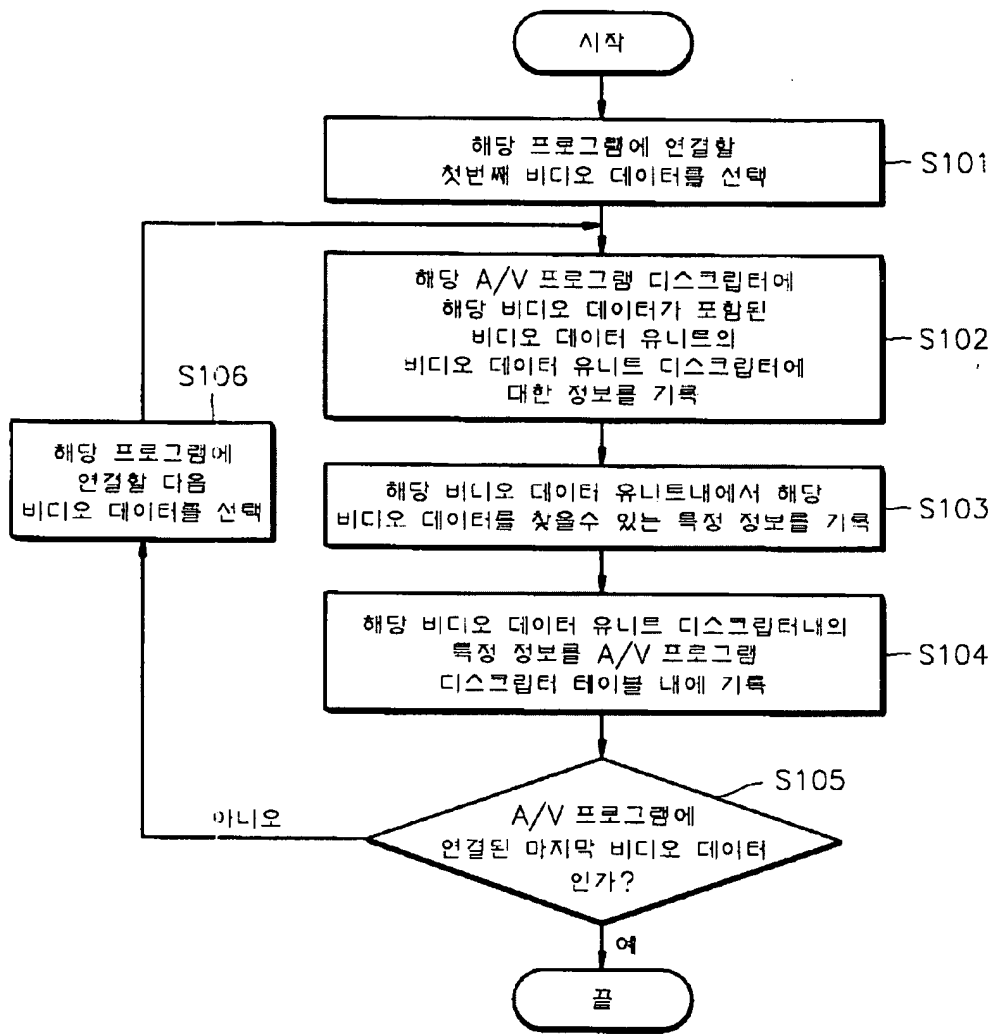 시작
해당 프로그램에 연결할
첫번째 비디오 데이터를 선택
S101
해당 A/V 프로그램 디스크립터에
해당 비디오 데이터가 포함된
비디오 데이터 유니트의
비디오 데이터 유니트 디스크립터에
대한 정보를 기록
S102
S106
해당 프로그램에
연결할 다음
비디오 데이터를 선택
해당 비디오 데이터 유니트내에서 해당
비디오 데이터를 찾을수 있는 특정 정보를 기록
S103
해당 비디오 데이터 유니트 디스크립터내의
특정 정보를 A/V 프로그램
디스크립터 테이블 내에 기록
S104
S105
A/V 프로그램에
연결된 마지막 비디오 데이터
인가?
아니오
예
끝